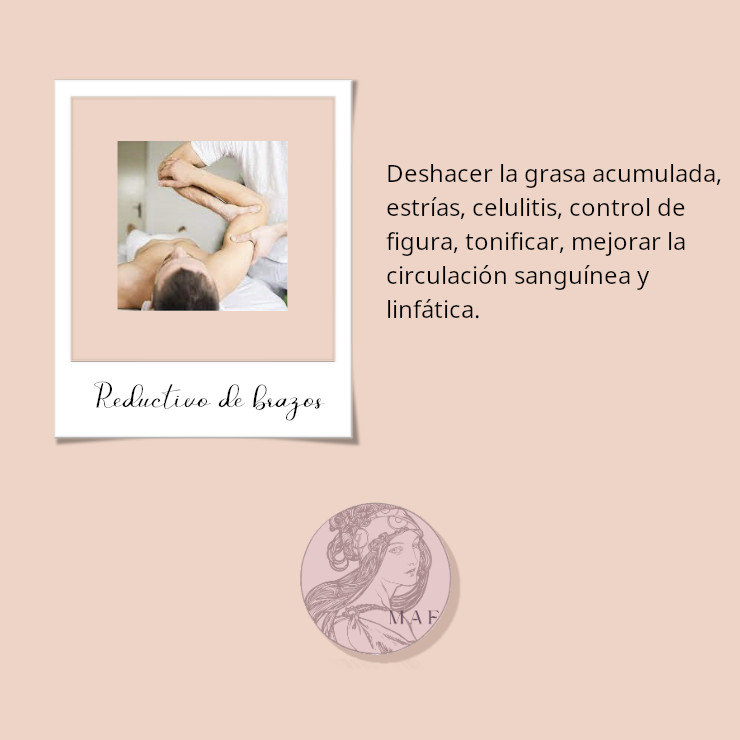 Deshacer la grasa acumulada,
estrías, celulitis, control de
figura, tonificar, mejorar la
circulación sanguínea y
linfática.
Reductivo de brazos
MAE